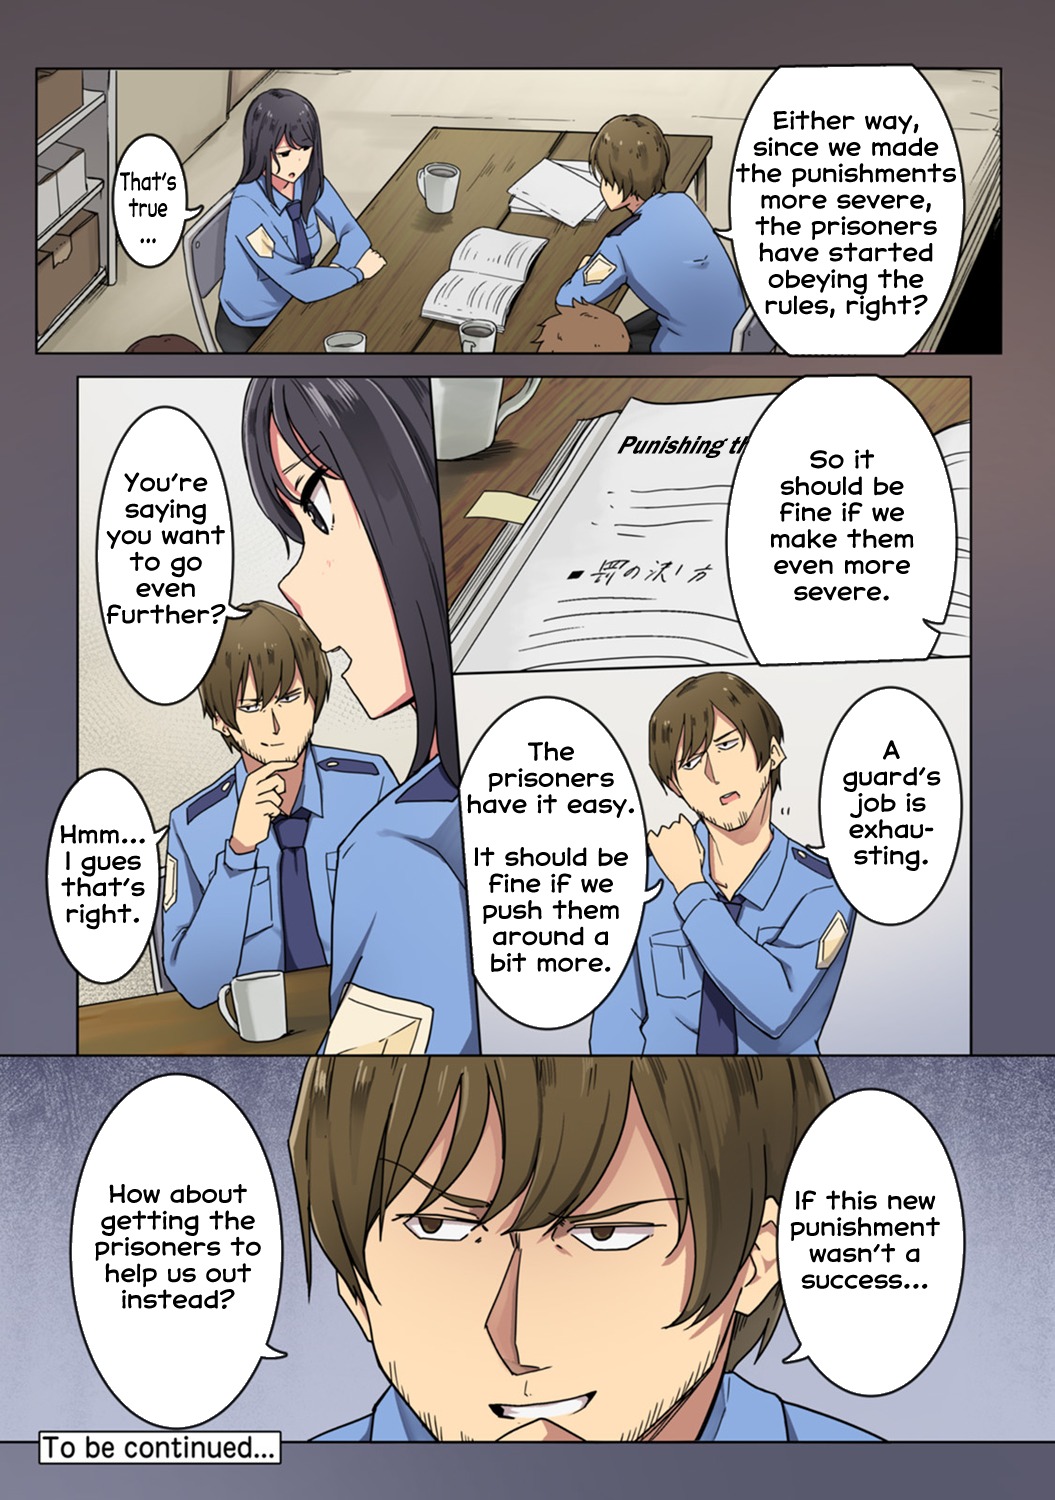 Either way,
since we made
the punishments
more severe,
the prisoners
have started
obeying the
rules, right?
That's
true
...
So it
should be
fine if we
make them
even more
severe.
Punishing th
■ 罰の決し方
You're
saying
you want
to go
even
further?
Hmm...
I gues
that's
right.
A
guard's
job is
exhau-
sting.
The
prisoners
have it easy.
It should be
fine if we
push them
around a
bit more.
If this new
punishment
wasn't a
success...
How about
getting the
prisoners to
help us out
instead?
To be continued...